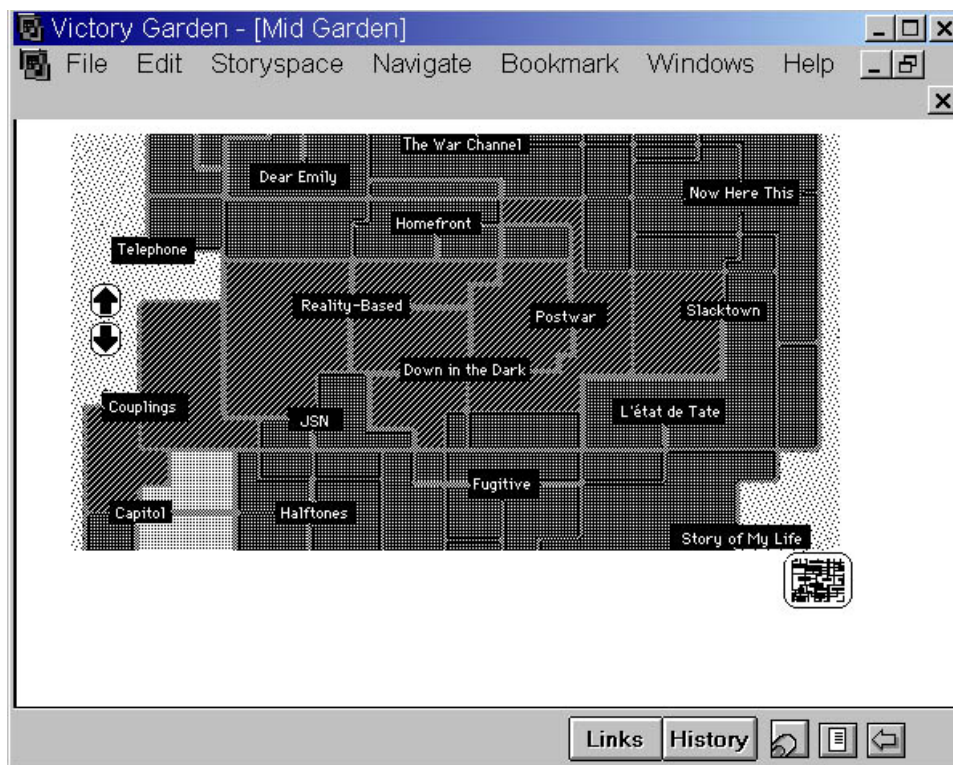 Victory Garden - [Mid Garden]
File Edit Storyspace Navigate Bookmark Windows Help
The War Channel
Dear Emily
Now Here This
Homefront
Telephone
Reality-Based
Postwar
Slacktown
Down in the Dark
Couplings
JSN
L'état de Tate
Fugitive
Capitol
Halftones
Story of My Life
Links History